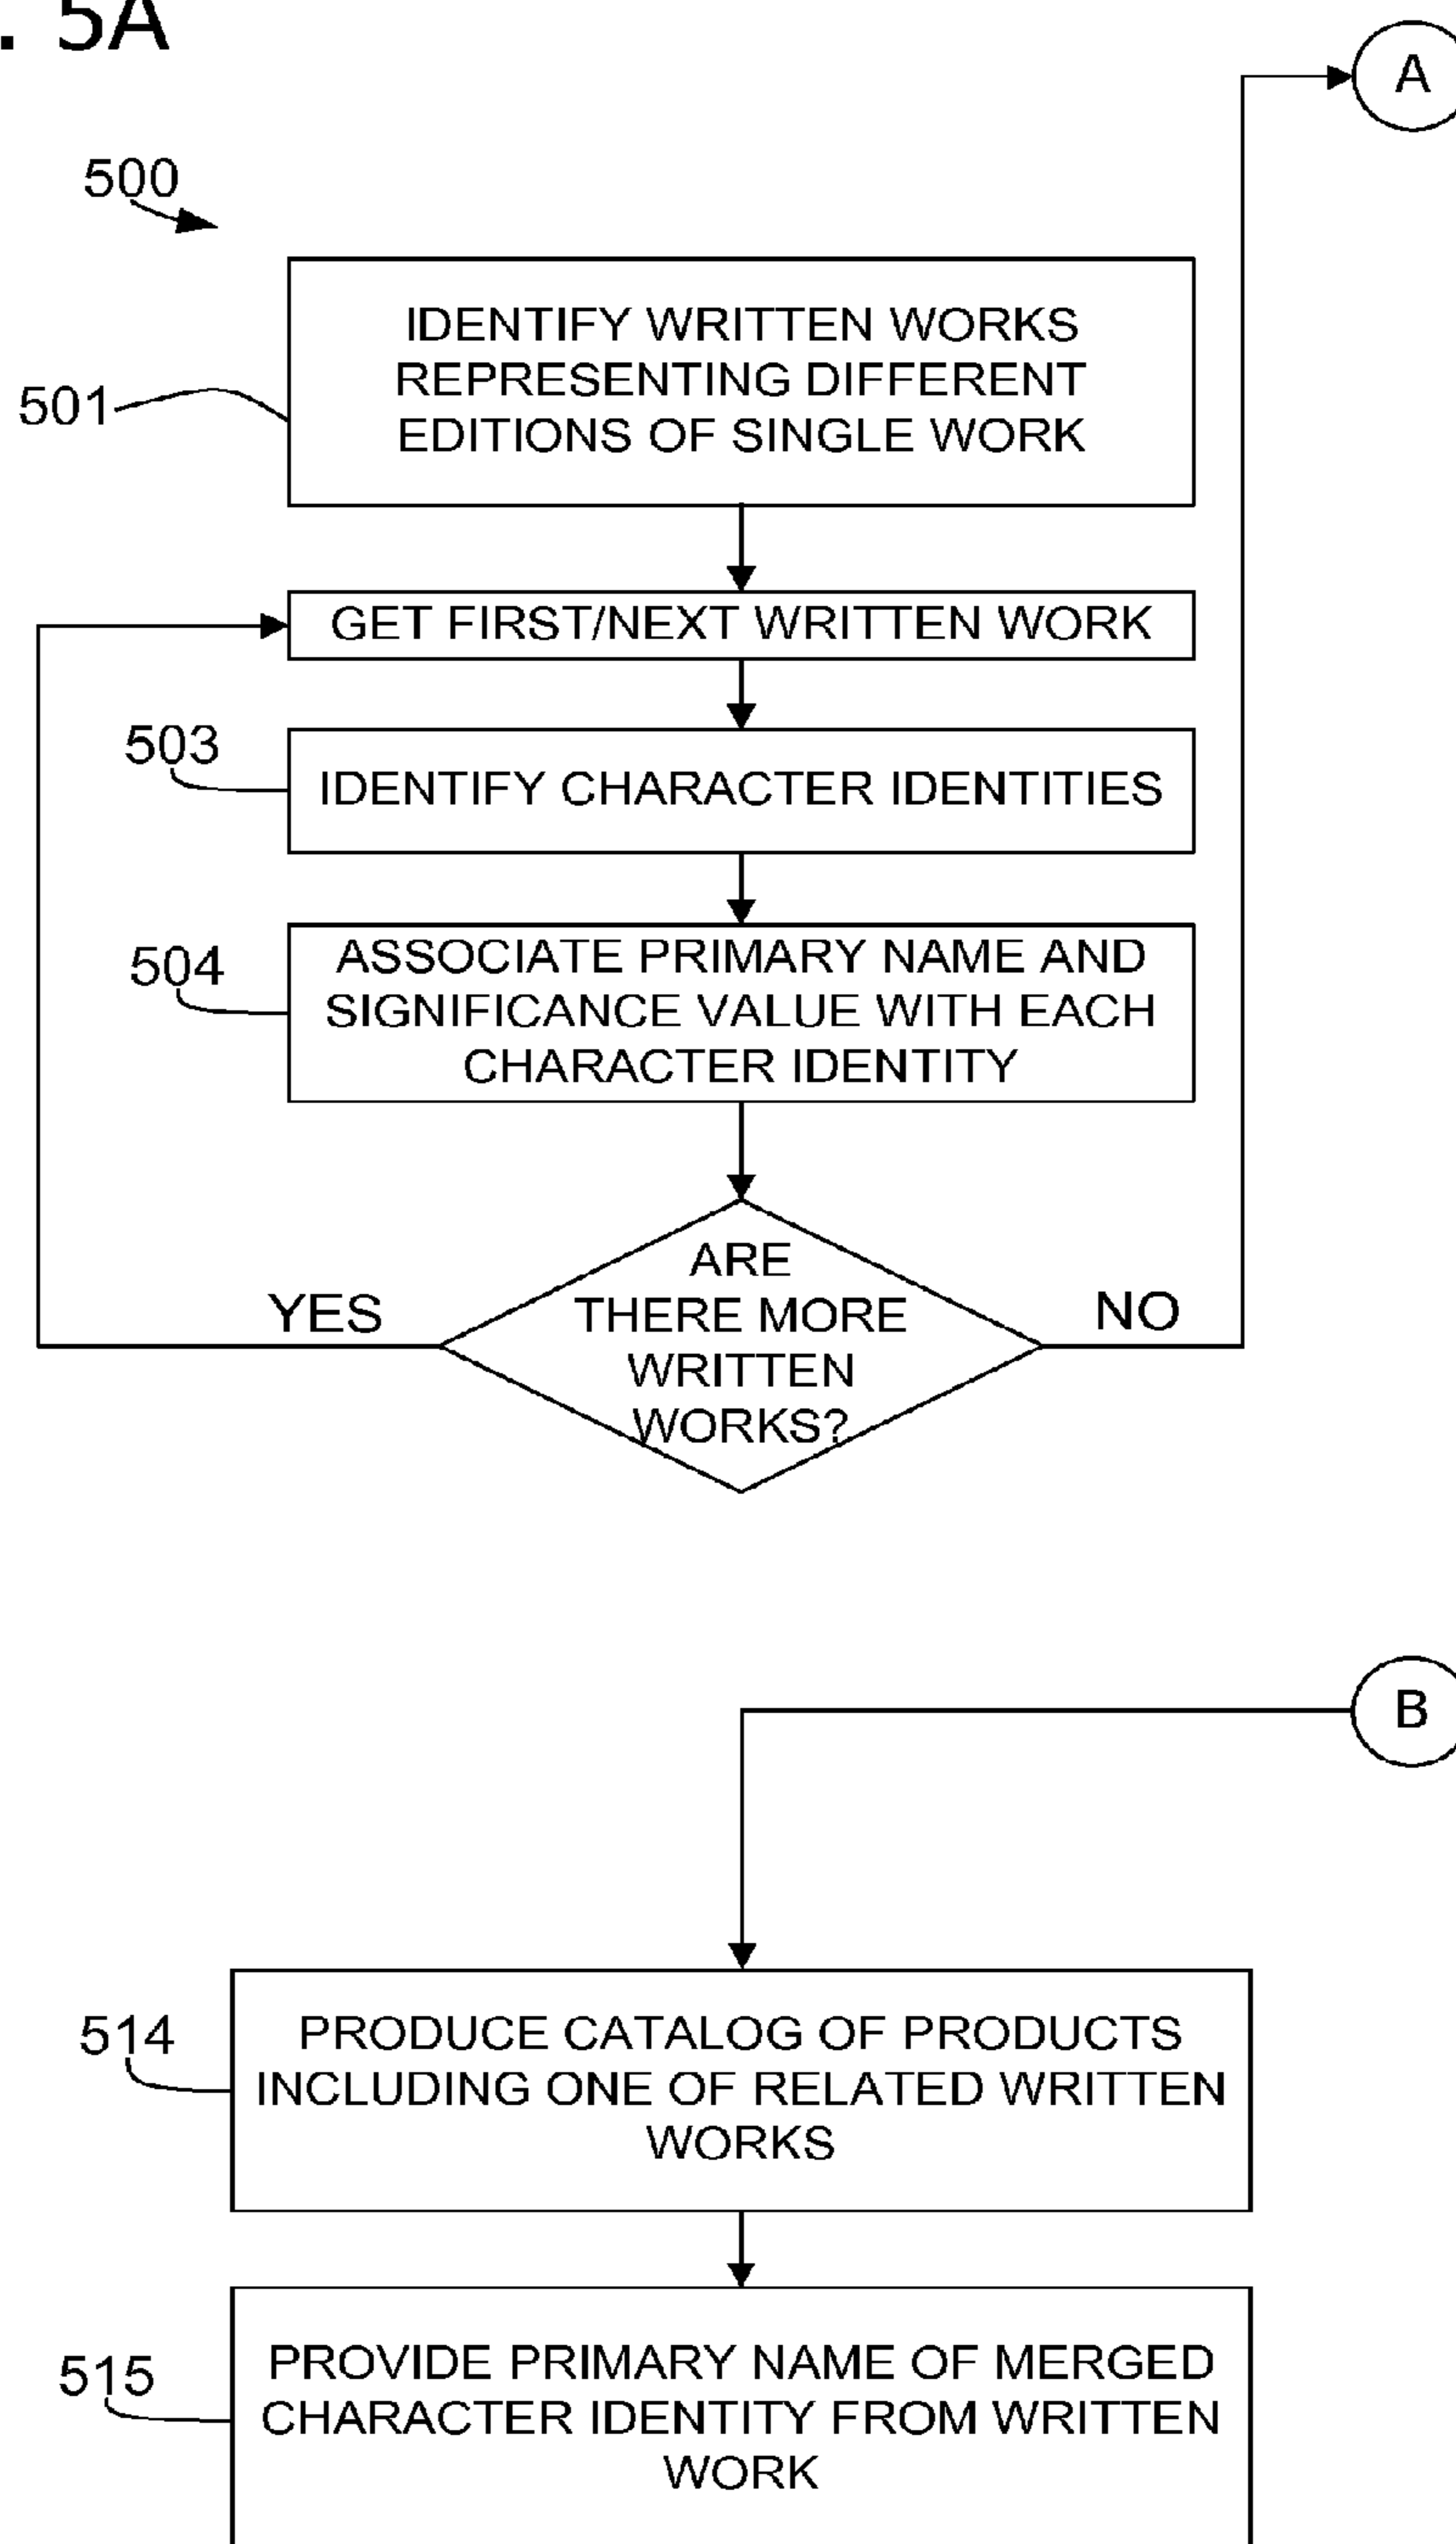 . 5A
A
500
IDENTIFY WRITTEN WORKS
REPRESENTING DIFFERENT
EDITIONS OF SINGLE WORK
501
GET FIRST/NEXT WRITTEN WORK
503
IDENTIFY CHARACTER IDENTITIES
504
ASSOCIATE PRIMARY NAME AND
SIGNIFICANCE VALUE WITH EACH
CHARACTER IDENTITY
ARE
THERE MORE
WRITTEN
WORKS?
YES
NO
B
514
PRODUCE CATALOG OF PRODUCTS
INCLUDING ONE OF RELATED WRITTEN
WORKS
515
PROVIDE PRIMARY NAME OF MERGED
CHARACTER IDENTITY FROM WRITTEN
WORK